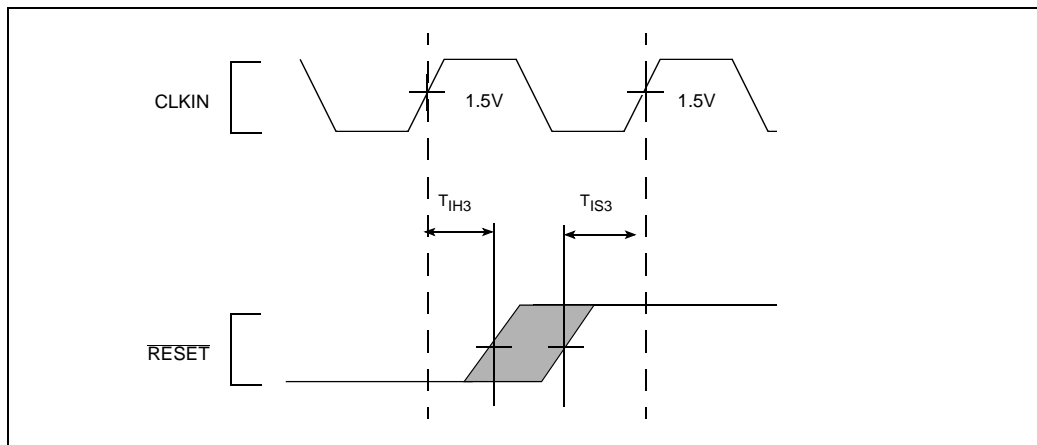 CLKIN
1.5V
1.5V
TIH3
TIS3
RESET